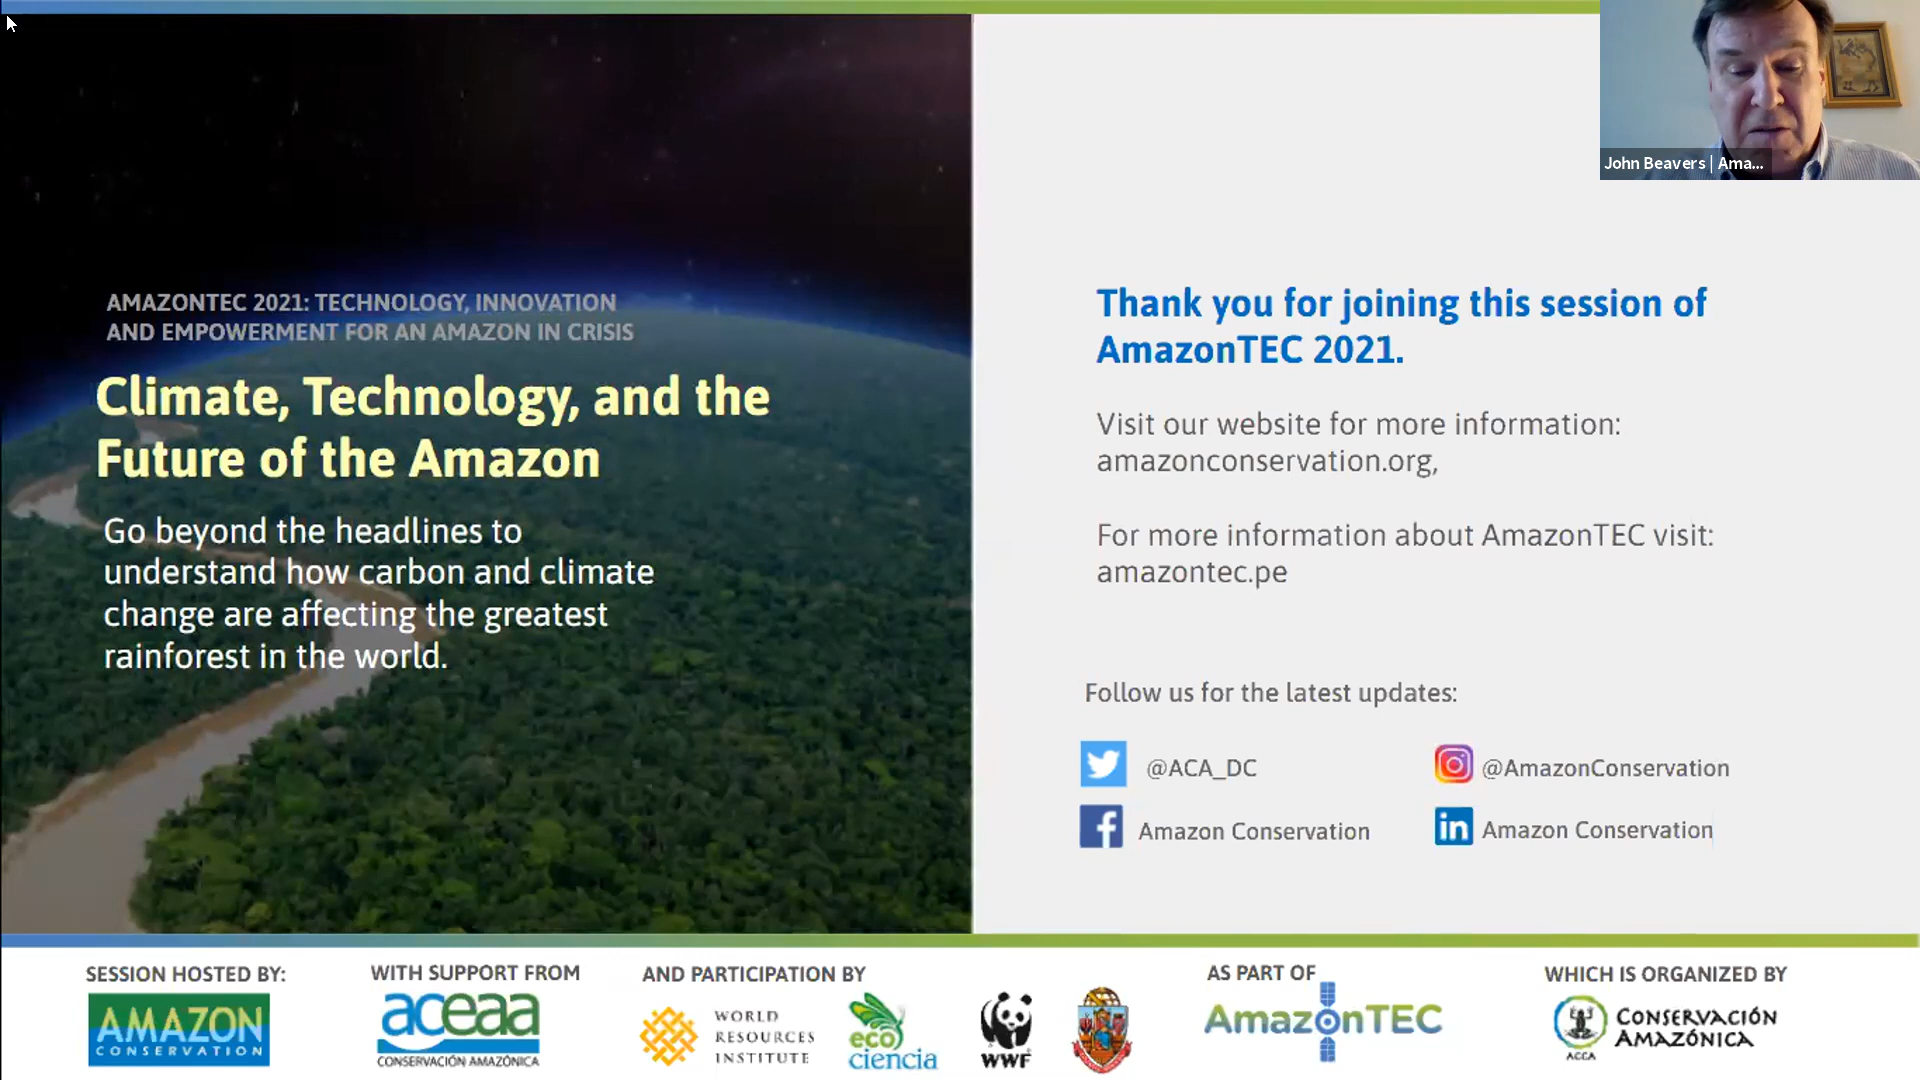 John Beavers | Ama...
AMAZONTEC 2021: TECHNOLOGY, INNOVATION
AND EMPOWERMENT FOR AN AMAZON IN CRISIS
Climate, Technology, and the
Future of the Amazon
Go beyond the headlines to
understand how carbon and climate
change are affecting the greatest
rainforest in the world.
Thank you for joining this session of
AmazonTEC 2021.
Visit our website for more information:
amazonconservation.org,
For more information about AmazonTEC visit:
amazontec.pe
Follow us for the latest updates:
@ACA_DC
@AmazonConservation
Amazon Conservation
in Amazon Conservation
SESSION HOSTED BY:
AMAZON
CONSERVATION
WITH SUPPORT FROM
aceaa
CONSERVACIÓN AMAZÓNICA
AND PARTICIPATION BY
WORLD
RESOURCES
INSTITUTE
eco
ciencia
WWF
AS PART OF
AmazonTEC
WHICH IS ORGANIZED BY
ACCA
CONSERVACIÓN
AMAZÓNICA